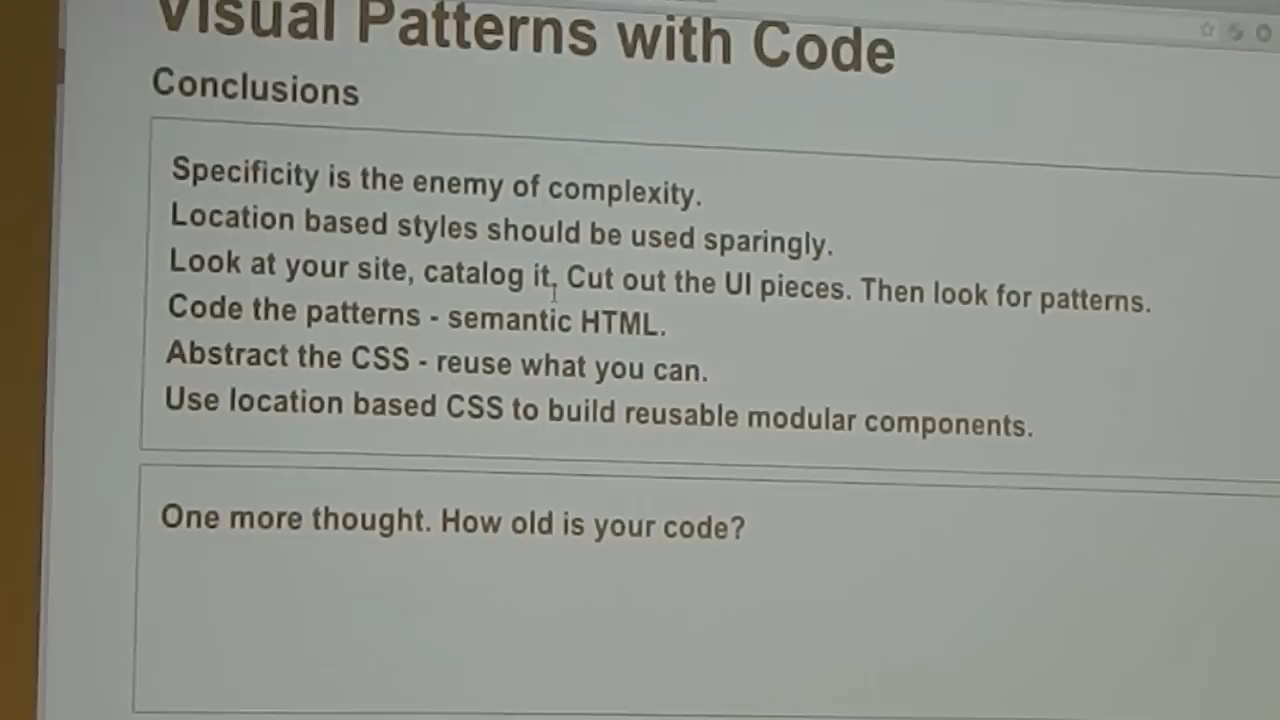 Visual Patterns with Code
Conclusions
Specificity is the enemy of complexity.
Location based styles should be used sparingly.
Look at your site, catalog it, Cut out the UI pieces. Then look for patterns.
Code the patterns - semantic HTML.
Abstract the CSS - reuse what you can.
Use location based CSS to build reusable modular components.
One more thought. How old is your code?